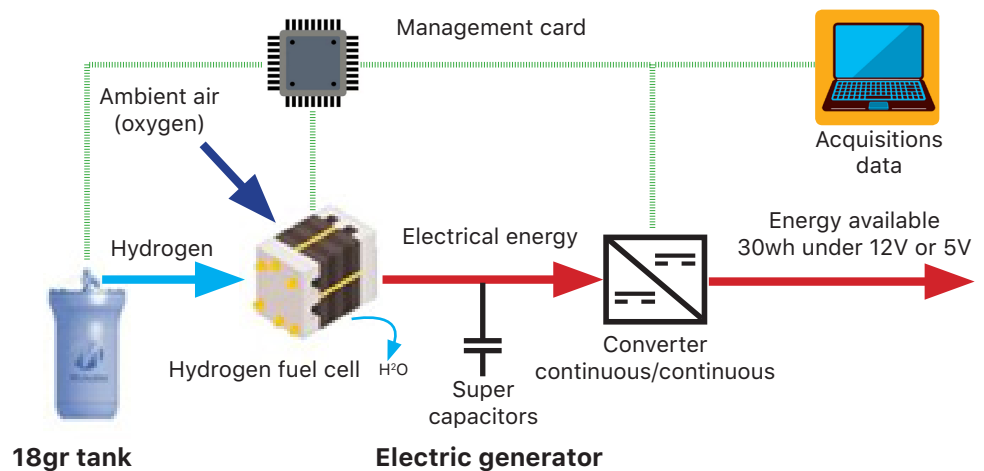 Management card
Ambient air
(oxygen)
Acquisitions
data
Hydrogen
Electrical energy
Energy available
30wh under 12V or 5V
Hydrogen fuel cell
H²O
Super
capacitors
Converter
continuous/continuous
18gr tank
Electric generator